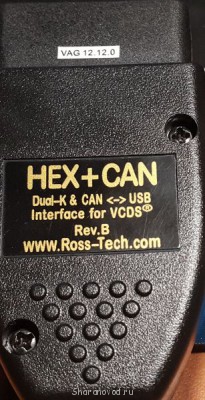 VAG 12.12.0
HEX+CAN
Dual-K & CAN <-> USB
Interface for VCDS®
Rev.B
www.Ross-Tech.com
Sharanovod.ru